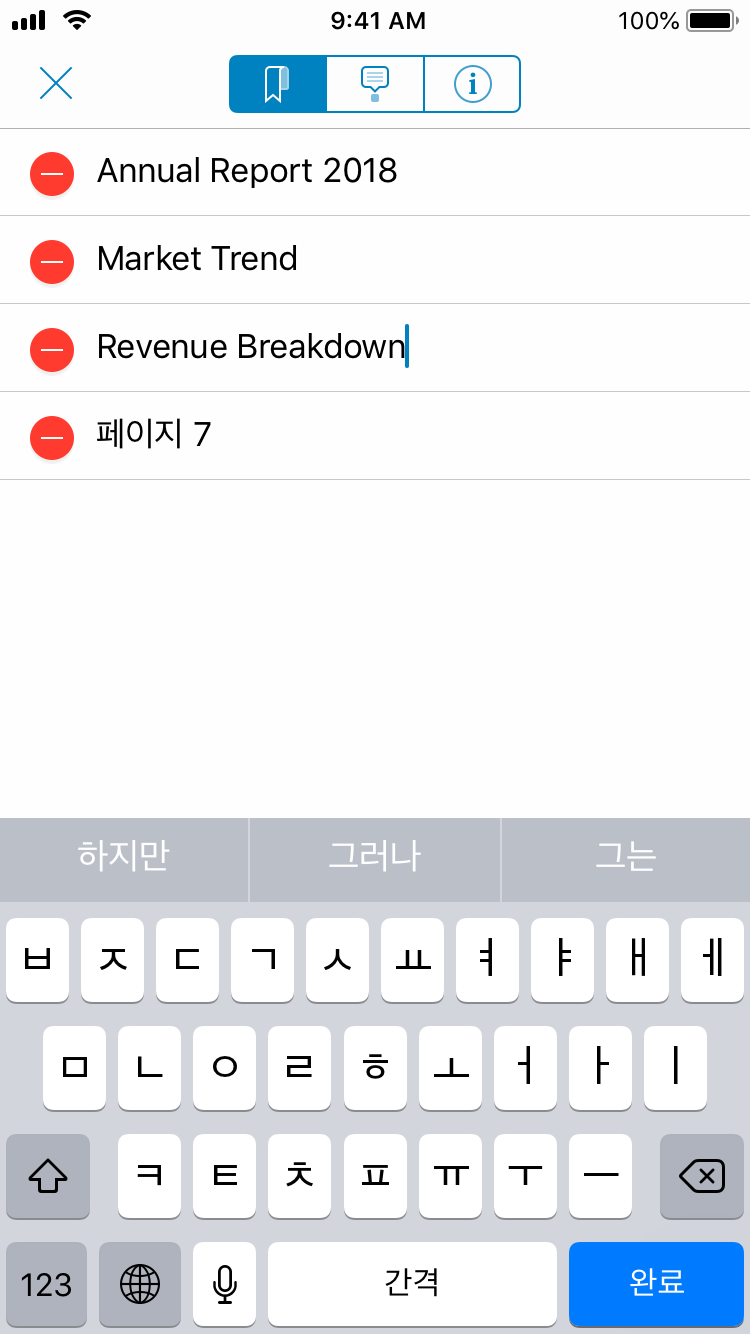 9:41 AM
100%
i
Annual Report 2018
Market Trend
Revenue Breakdown
페이지 7
하지만 그러나 그는
ㅂ ㅈ ㄷ ㄱ ㅅ ㅛ ㅕ ㅑ ㅐ ㅔ
ㅁ ㄴ ㅇ ㄹ ㅎ ㅗ ㅓ ㅏ ㅣ
ㅋ ㅌ ㅊ ㅍ ㅠ ㅜ ㅡ
123 간격 완료